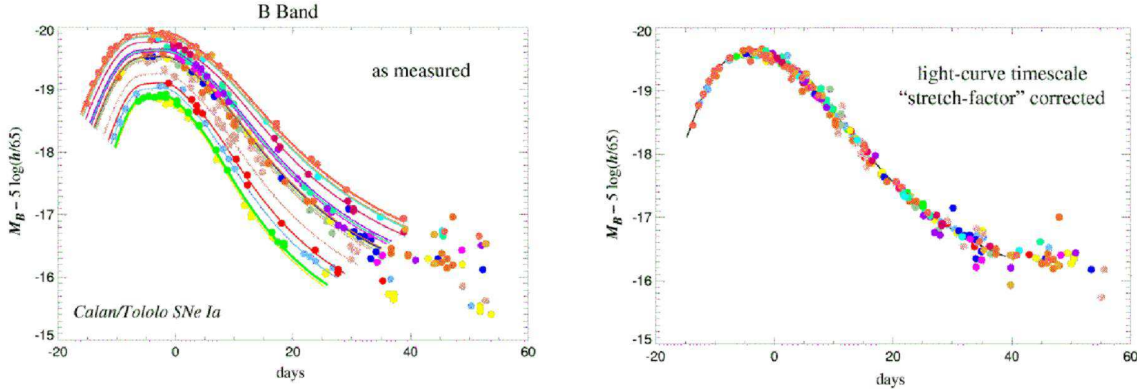 B Band
-20
-19
-18
-17
-16
-15
M_B – 5 log(h/65)
as measured
Calan/Tololo SNe Ia
-20 0 20 40 60
days
-20
-19
-18
-17
-16
-15
M_B – 5 log(h/65)
light-curve timescale
“stretch-factor” corrected
-20 0 20 40 60
days